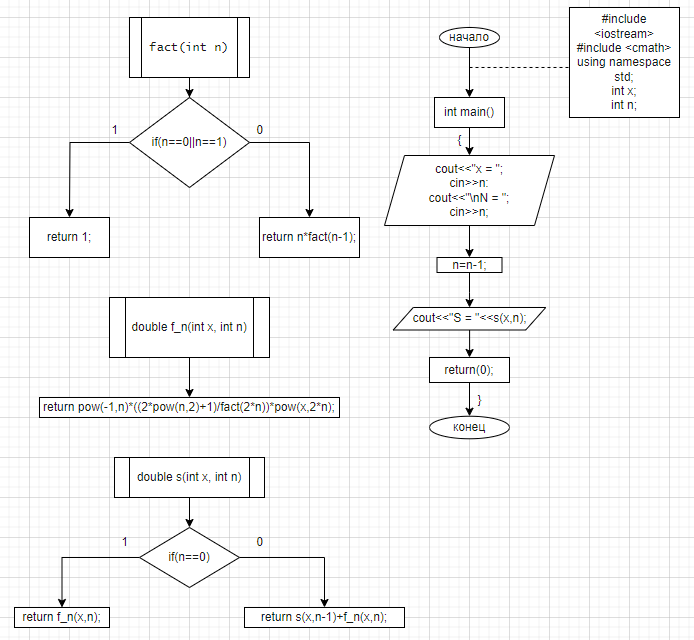 fact(int n)
if(n==0||n==1)
1
0
return 1;
return n*fact(n-1);
double f_n(int x, int n)
return pow(-1,n)*((2*pow(n,2)+1)/fact(2*n))*pow(x,2*n);
double s(int x, int n)
if(n==0)
1
0
return f_n(x,n);
return s(x,n-1)+f_n(x,n);
начало
#include
<iostream>
#include <cmath>
using namespace
std;
int x;
int n;
int main()
{
cout<<"x = ";
cin>>n:
cout<<"\nN = ";
cin>>n;
n=n-1;
cout<<"S = "<<s(x,n);
return(0);
}
конец